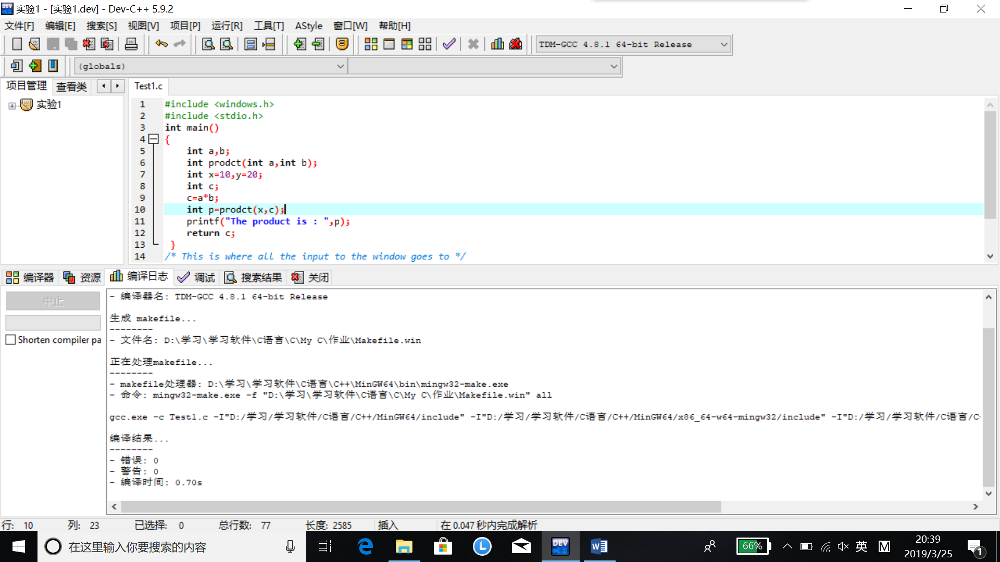 实验1 - [实验1.dev] - Dev-C++ 5.9.2
文件[F] 编辑[E] 搜索[S] 视图[V] 项目[P] 运行[R] 工具[T] AStyle 窗口[W] 帮助[H]
TDM-GCC 4.8.1 64-bit Release
(globals)
项目管理 查看类
实验1
Test1.c
1 #include <windows.h>
2 #include <stdio.h>
3 int main()
4 {
5 int a,b;
6 int prodct(int a,int b);
7 int x=10,y=20;
8 int c;
9 c=a*b;
10 int p=prodct(x,c);
11 printf("The product is : ",p);
12 return c;
13 }
14 /* This is where all the input to the window goes to */
编译器 资源 编译日志 调试 搜索结果 关闭
中止
Shorten compiler pa
- 编译器名: TDM-GCC 4.8.1 64-bit Release
生成 makefile...
--------
- 文件名: D:\学习\学习软件\C语言\C\My C\作业\Makefile.win
正在处理makefile...
--------
- makefile处理器: D:\学习\学习软件\C语言\C++\MinGW64\bin\mingw32-make.exe
- 命令: mingw32-make.exe -f "D:\学习\学习软件\C语言\C\My C\作业\Makefile.win" all
gcc.exe -c Test1.c -I"D:/学习/学习软件/C语言/C++/MinGW64/include" -I"D:/学习/学习软件/C语言/C++/MinGW64/x86_64-w64-mingw32/include" -I"D:/学习/学习软件/C语言/C
编译结果...
--------
- 错误: 0
- 警告: 0
- 编译时间: 0.70s
行: 10 列: 23 已选择: 0 总行数: 77 长度: 2585 插入 在 0.047 秒内完成解析
在这里输入你要搜索的内容
DEV
66%
英
M
20:39
2019/3/25
1